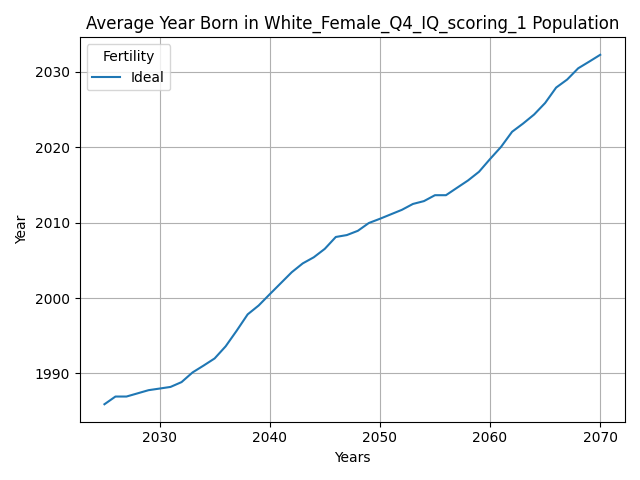 Average Year Born in White_Female_Q4_IQ_scoring_1 Population
Fertility
Ideal
Year
2030
2020
2010
2000
1990
2030 2040 2050 2060 2070
Years